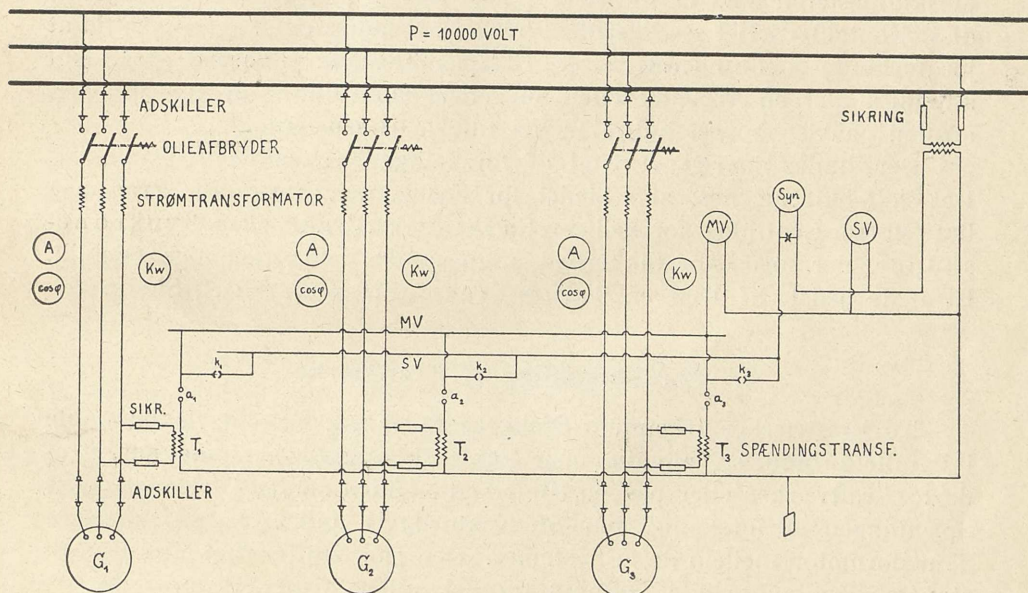 P = 10000 VOLT
ADSKILLER
OLIEAFBRYDER
SIKRING
STRØMTRANSFORMATOR
Syn
MV
SV
A
Kw
cosφ
A
Kw
cosφ
A
Kw
cosφ
MV
SV
k₁
k₂
k₃
a₁
a₂
a₃
SIKR.
T₁
T₂
T₃ SPÆNDINGSTRANSF.
ADSKILLER
G₁
G₂
G₃